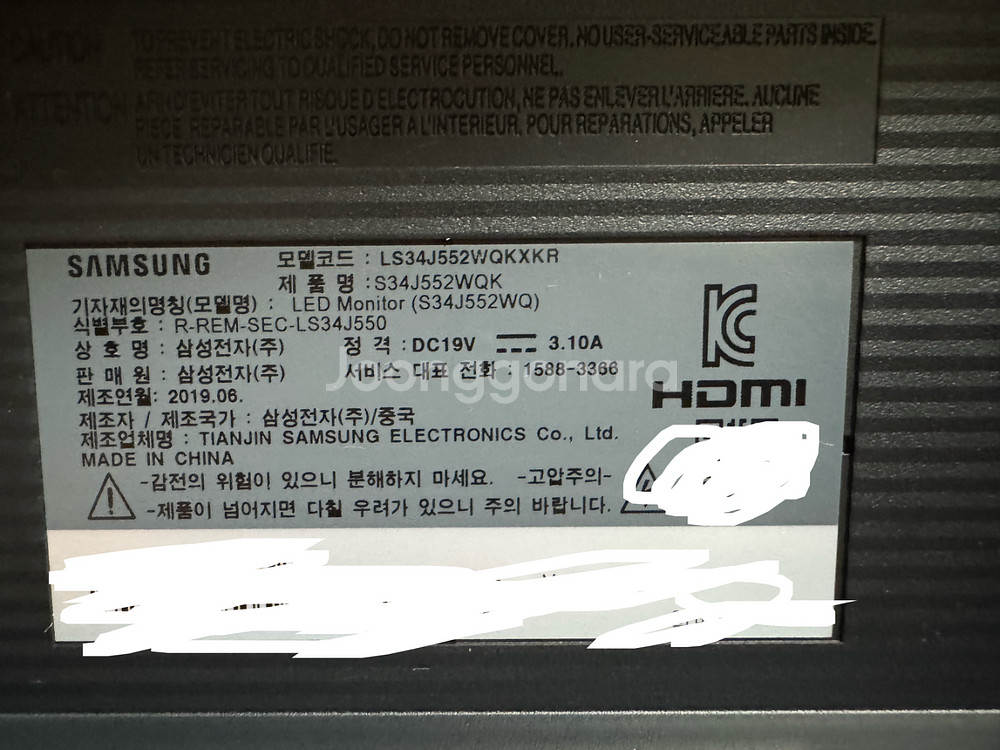 CAUTION TO PREVENT ELECTRIC SHOCK, DO NOT REMOVE COVER. NO USER-SERVICEABLE PARTS INSIDE.
REFER SERVICING TO QUALIFIED SERVICE PERSONNEL.
ATTENTION AFIN D'EVITER TOUT RISQUE D'ELECTROCUTION, NE PAS ENLEVER L'ARRIERE. AUCUNE
PIECE REPARABLE PAR L'USAGER A L'INTERIEUR. POUR REPARATIONS, APPELER
UN TECHNICIEN QUALIFIE.
SAMSUNG
모델코드 : LS34J552WQKXKR
제 품 명 : S34J552WQK
기자재의명칭(모델명) : LED Monitor (S34J552WQ)
식별부호 : R-REM-SEC-LS34J550
상 호 명 : 삼성전자(주) 정 격 : DC19V 3.10A
판 매 원 : 삼성전자(주) 서비스 대표 전화 : 1588-3366
제조연월: 2019.06.
제조자 / 제조국가 : 삼성전자(주)/중국
제조업체명 : TIANJIN SAMSUNG ELECTRONICS Co., Ltd.
MADE IN CHINA
-감전의 위험이 있으니 분해하지 마세요. -고압주의-
-제품이 넘어지면 다칠 우려가 있으니 주의 바랍니다.
HDMI
Joonggonara